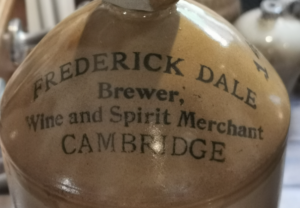 FREDERICK DALE
Brewer,
Wine and Spirit Merchant
CAMBRIDGE